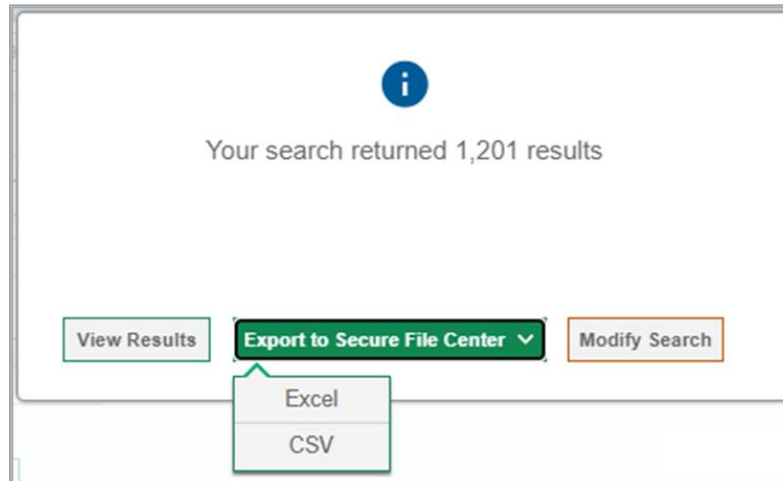 i
Your search returned 1,201 results
View Results
Export to Secure File Center
Modify Search
Excel
CSV